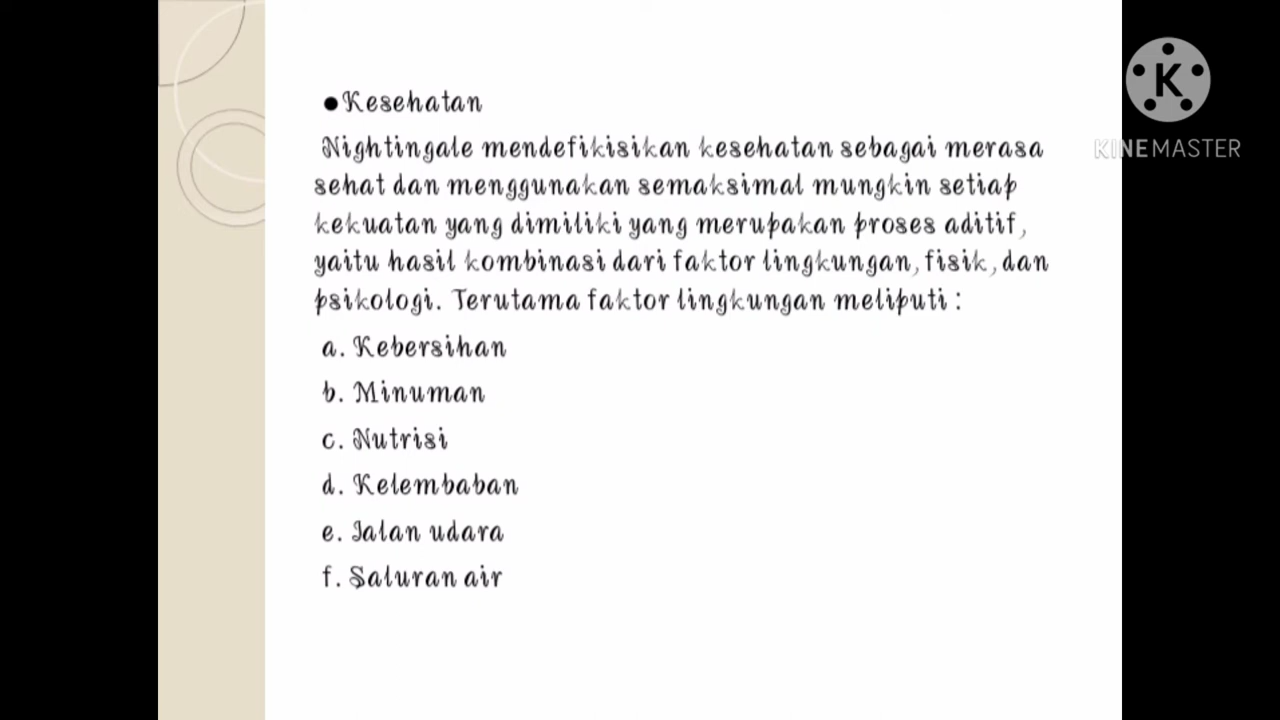 ●Kesehatan
Nightingale mendefikisikan kesehatan sebagai merasa
sehat dan menggunakan semaksimal mungkin setiap
kekuatan yang dimiliki yang merupakan proses aditif,
yaitu hasil kombinasi dari faktor lingkungan, fisik, dan
psikologi. Terutama faktor lingkungan meliputi :
a. Kebersihan
b. Minuman
c. Nutrisi
d. Kelembaban
e. Jalan udara
f. Saluran air
K
KINEMASTER